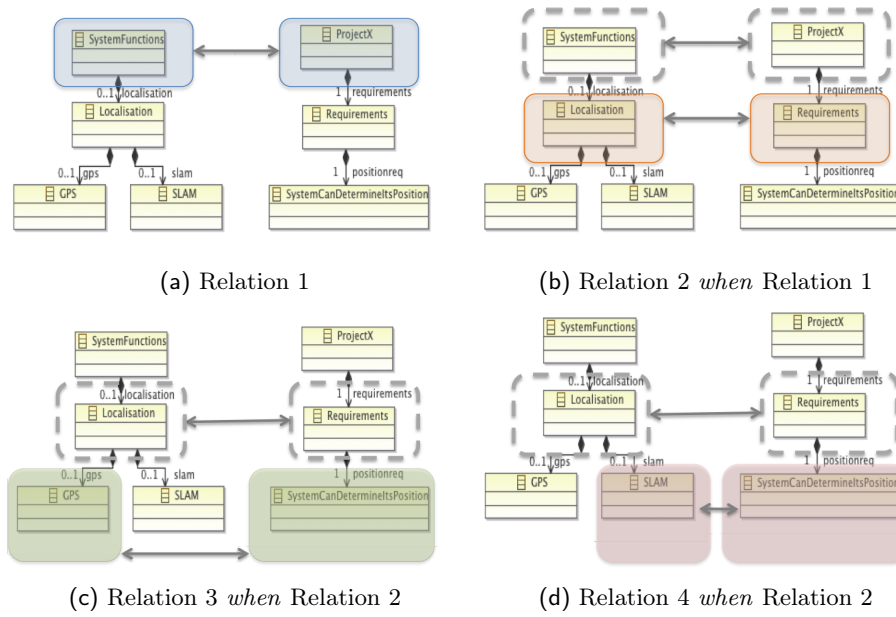 SystemFunctions
ProjectX
0..1 localisation
1 requirements
Localisation
Requirements
0..1 gps
0..1 slam
1 positionreq
GPS
SLAM
SystemCanDetermineItsPosition
(a) Relation 1
SystemFunctions
ProjectX
0..1 localisation
1 requirements
Localisation
Requirements
0..1 gps
0..1 slam
1 positionreq
GPS
SLAM
SystemCanDetermineItsPosition
(b) Relation 2 when Relation 1
SystemFunctions
ProjectX
0..1 localisation
1 requirements
Localisation
Requirements
0..1 gps
0..1 slam
1 positionreq
GPS
SLAM
SystemCanDetermineItsPosition
(c) Relation 3 when Relation 2
SystemFunctions
ProjectX
0..1 localisation
1 requirements
Localisation
Requirements
0..1 gps
0..1 slam
1 positionreq
GPS
SLAM
SystemCanDetermineItsPosition
(d) Relation 4 when Relation 2